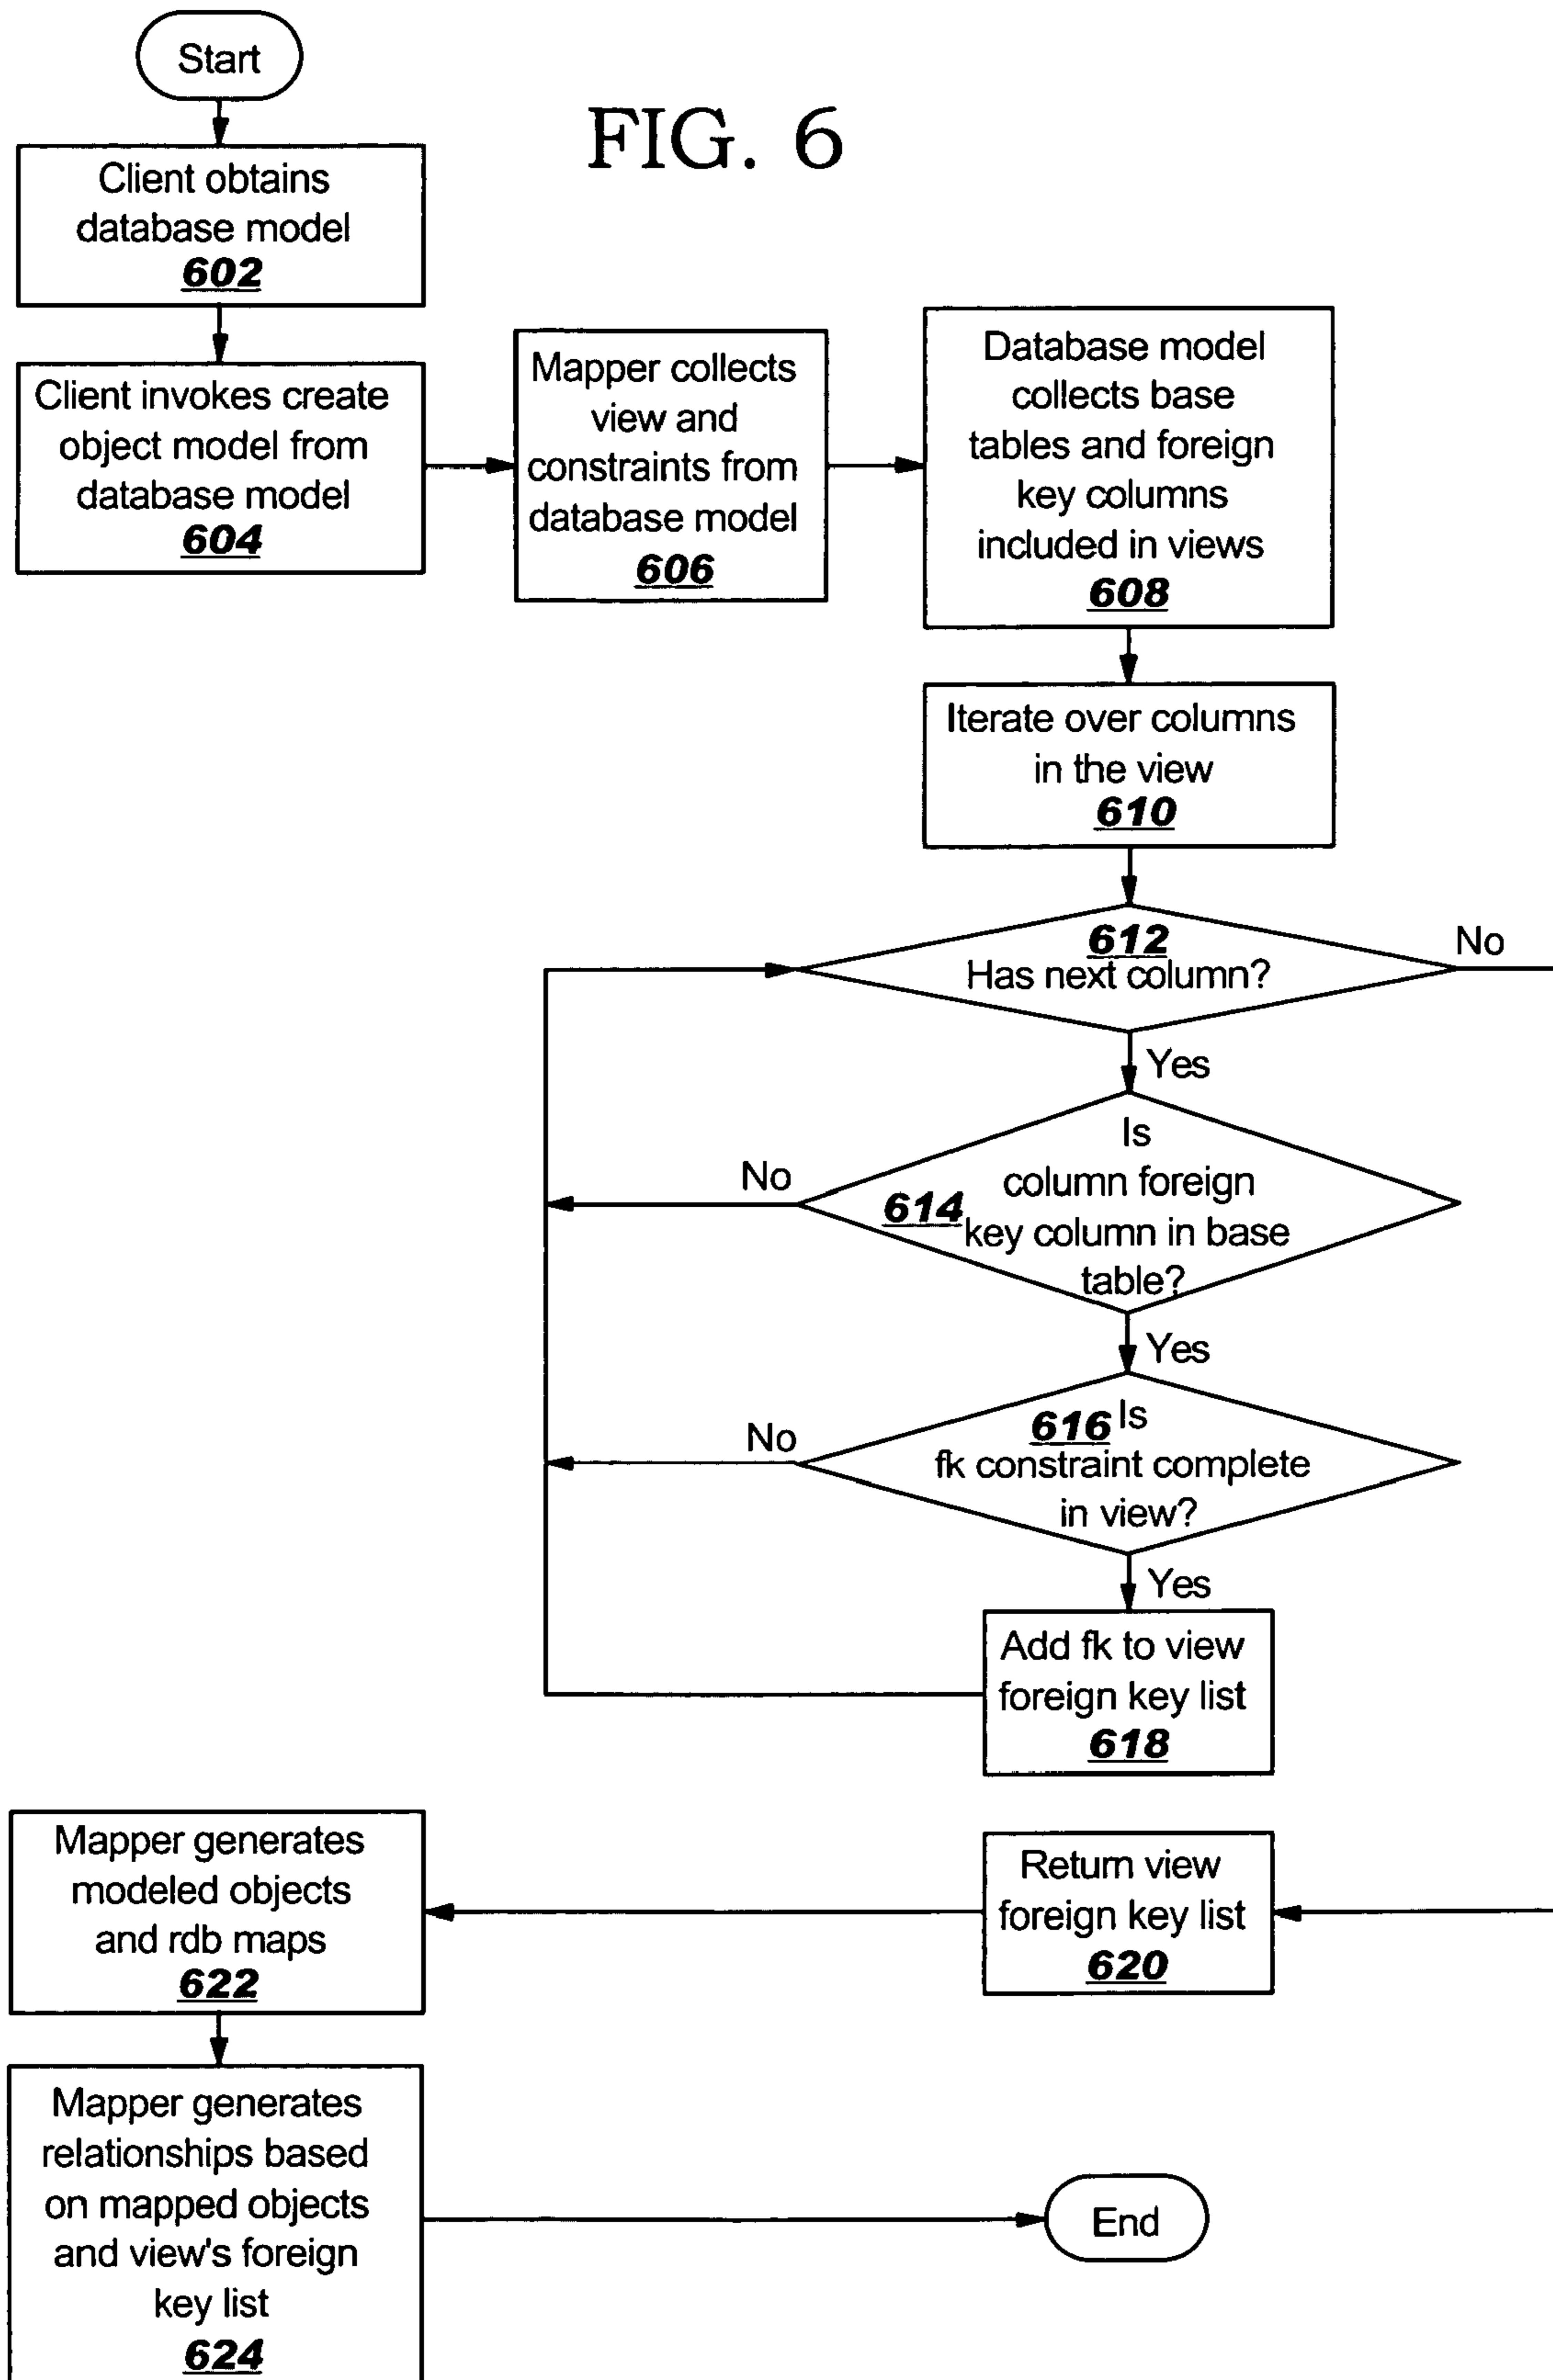 Start
FIG. 6
Client obtains
database model
602
Client invokes create
object model from
database model
604
Mapper collects
view and
constraints from
database model
606
Database model
collects base
tables and foreign
key columns
included in views
608
Iterate over columns
in the view
610
612
Has next column?
No
Yes
Is
column foreign
614
key column in base
table?
No
Yes
616 Is
fk constraint complete
in view?
No
Yes
Add fk to view
foreign key list
618
Return view
foreign key list
620
Mapper generates
modeled objects
and rdb maps
622
Mapper generates
relationships based
on mapped objects
and view's foreign
key list
624
End